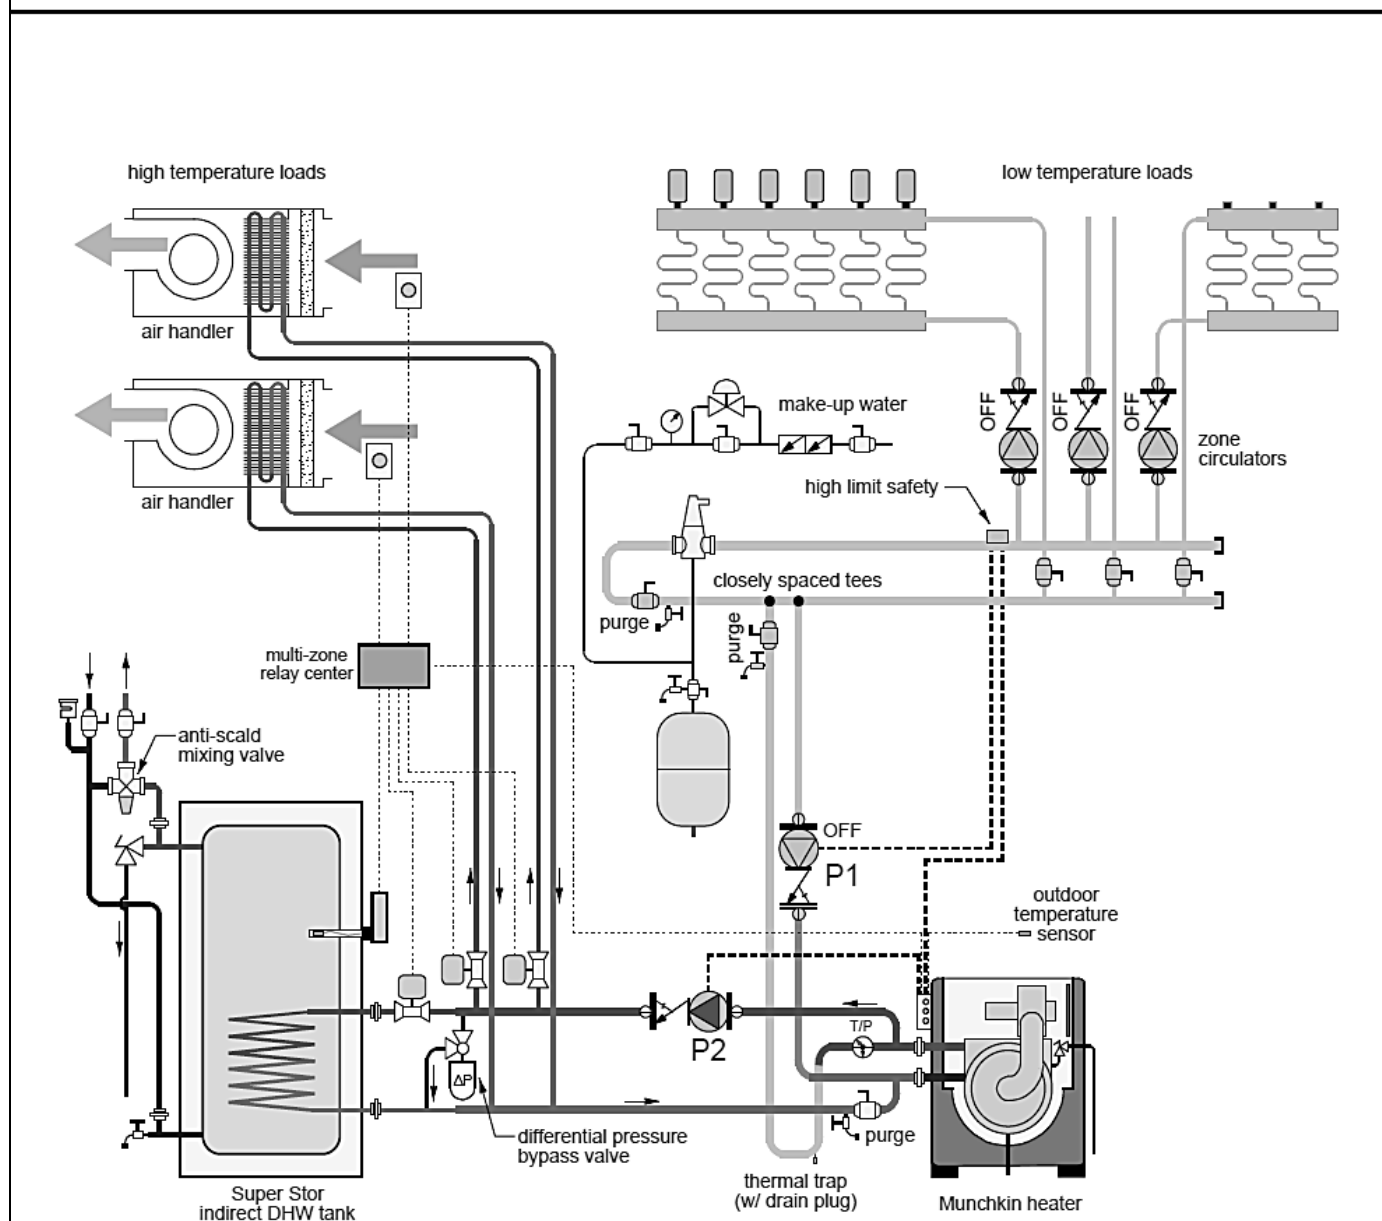 high temperature loads
low temperature loads
air handler
air handler
make-up water
OFF
OFF
OFF
zone
circulators
high limit safety
closely spaced tees
purge
purge
multi-zone
relay center
anti-scald
mixing valve
OFF
P1
outdoor
temperature
sensor
T/P
P2
ΔP
purge
differential pressure
bypass valve
thermal trap
(w/ drain plug)
Super Stor
indirect DHW tank
Munchkin heater